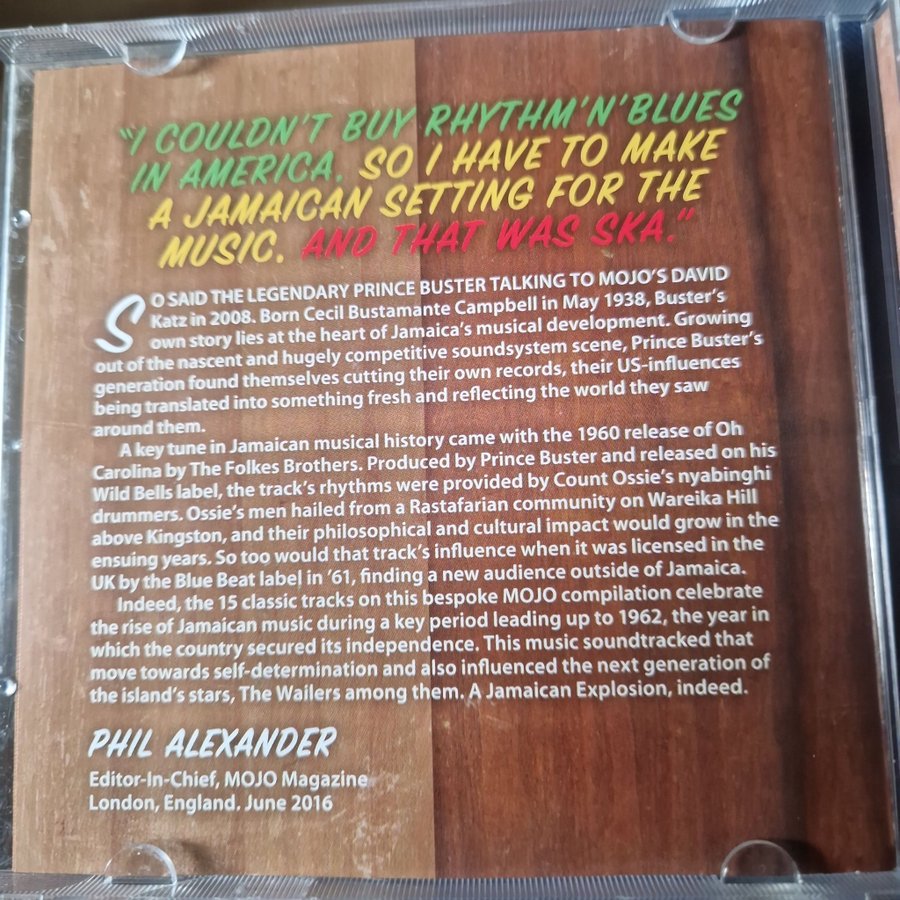 "I COULDN'T BUY RHYTHM'N'BLUES
IN AMERICA. SO I HAVE TO MAKE
A JAMAICAN SETTING FOR THE
MUSIC. AND THAT WAS SKA."
SO SAID THE LEGENDARY PRINCE BUSTER TALKING TO MOJO'S DAVID
Katz in 2008. Born Cecil Bustamante Campbell in May 1938, Buster's
own story lies at the heart of Jamaica's musical development. Growing
out of the nascent and hugely competitive soundsystem scene, Prince Buster's
generation found themselves cutting their own records, their US-influences
being translated into something fresh and reflecting the world they saw
around them.
A key tune in Jamaican musical history came with the 1960 release of Oh
Carolina by The Folkes Brothers. Produced by Prince Buster and released on his
Wild Bells label, the track's rhythms were provided by Count Ossie's nyabinghi
drummers. Ossie's men hailed from a Rastafarian community on Wareika Hill
above Kingston, and their philosophical and cultural impact would grow in the
ensuing years. So too would that track's influence when it was licensed in the
UK by the Blue Beat label in '61, finding a new audience outside of Jamaica.
Indeed, the 15 classic tracks on this bespoke MOJO compilation celebrate
the rise of Jamaican music during a key period leading up to 1962, the year in
which the country secured its independence. This music soundtracked that
move towards self-determination and also influenced the next generation of
the island's stars, The Wailers among them. A Jamaican Explosion, indeed.
PHIL ALEXANDER
Editor-In-Chief, MOJO Magazine
London, England. June 2016